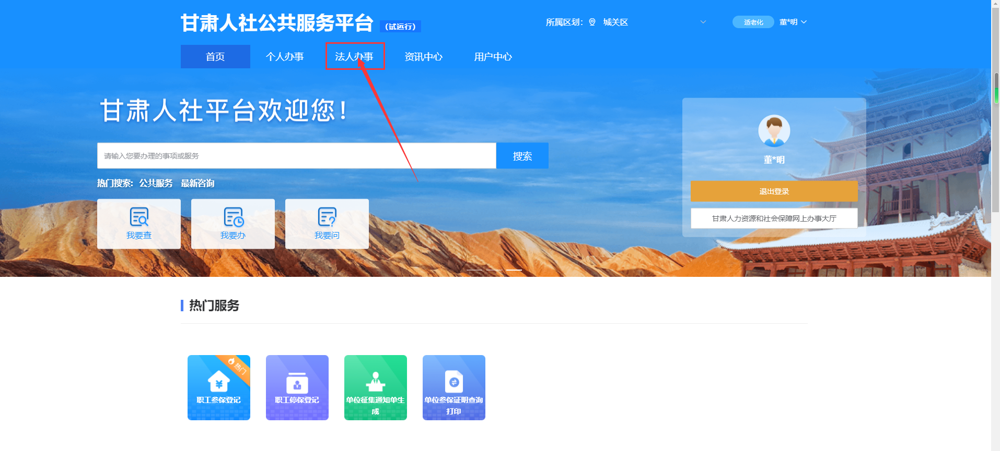 甘肃人社公共服务平台 (试运行)
所属区划： 城关区
适老化 董*明
首页 个人办事 法人办事 资讯中心 用户中心
甘肃人社平台欢迎您！
请输入您要办理的事项或服务 搜索
热门搜索: 公共服务 最新咨询
我要查 我要办 我要问
董*明
退出登录
甘肃人力资源和社会保障网上办事大厅
热门服务
热门
职工参保登记
职工停保登记
单位征集通知单生
成
单位参保证明查询
打印